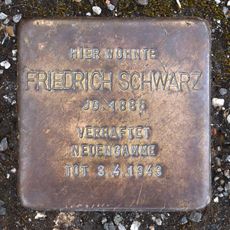 HIER WOHNTE
FRIEDRICH SCHWARZ
JG. 1886
VERHAFTET
NEUENGAMME
TOT 3.4.1943